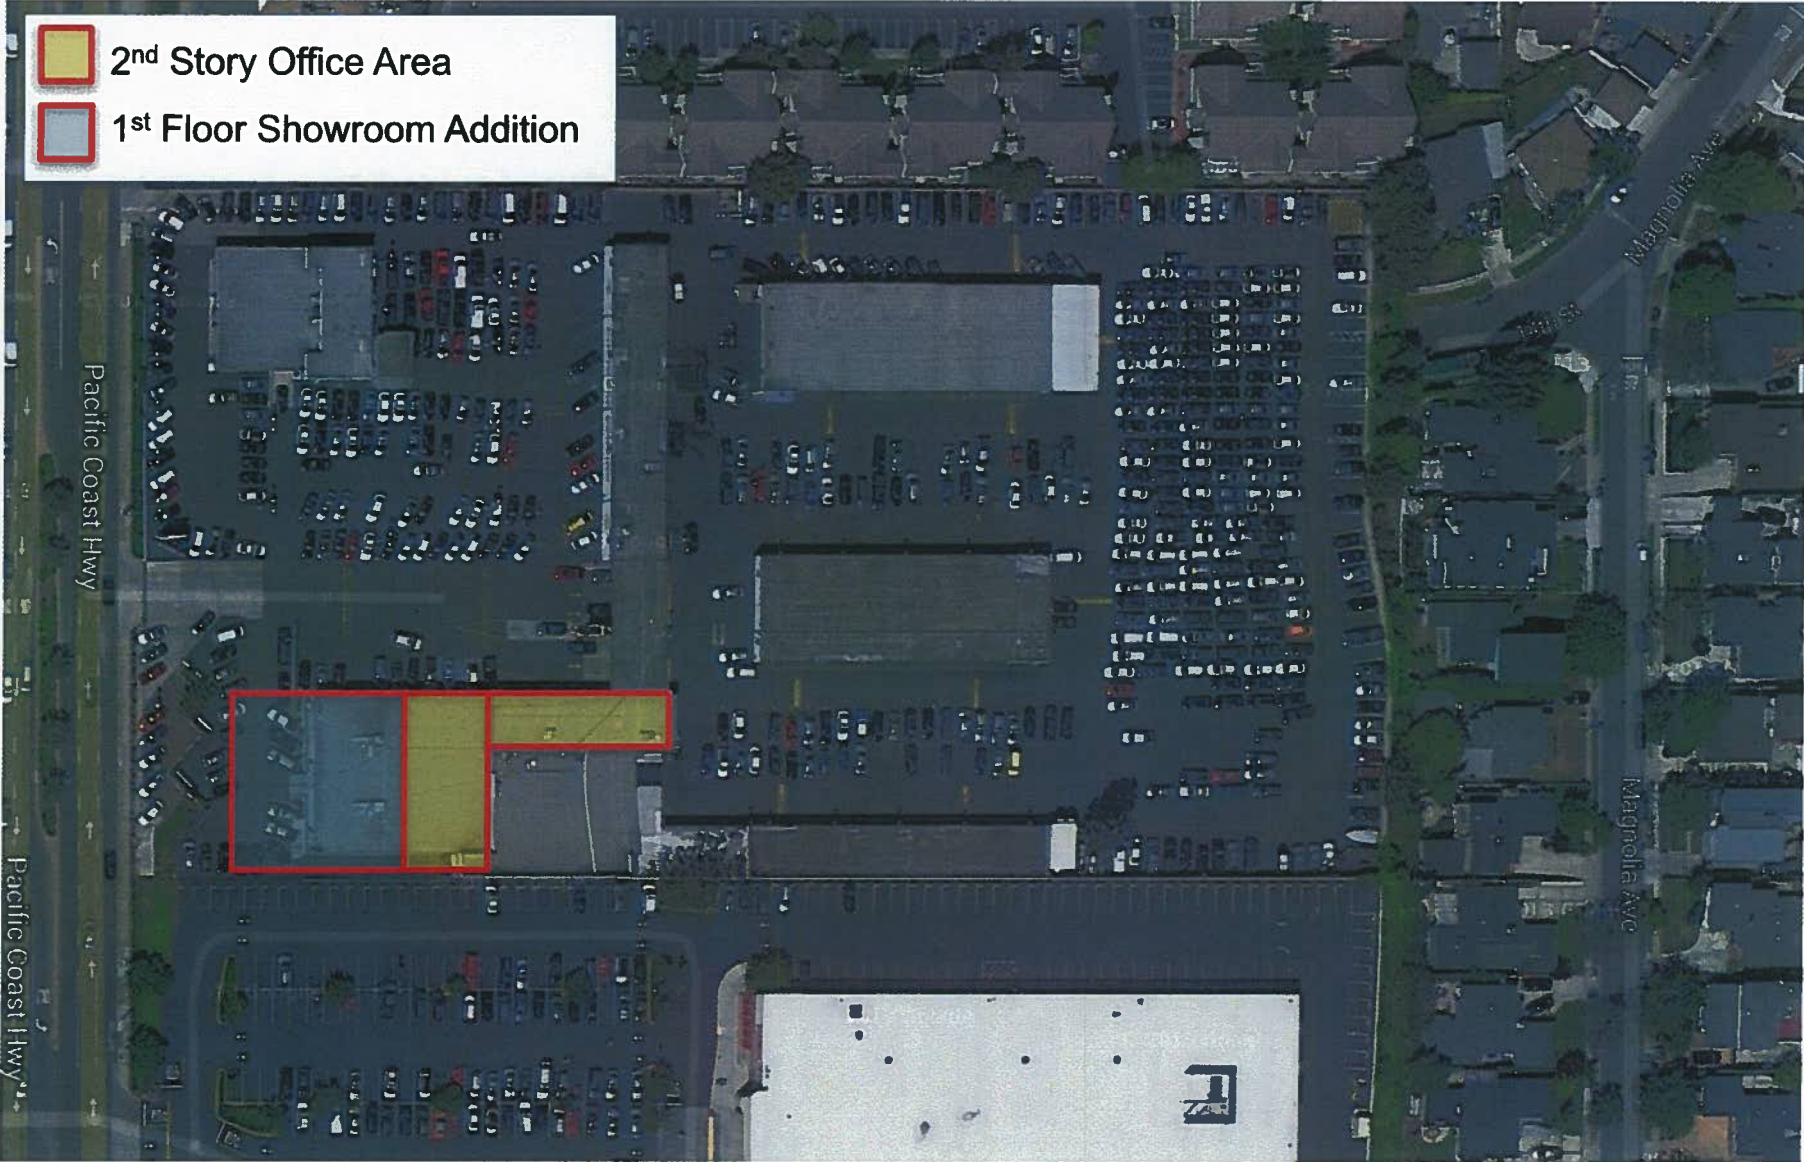 2nd Story Office Area
1st Floor Showroom Addition
Magnolia Ave
Pacific Coast Hwy
Magnolia Ave
Pacific Coast Hwy